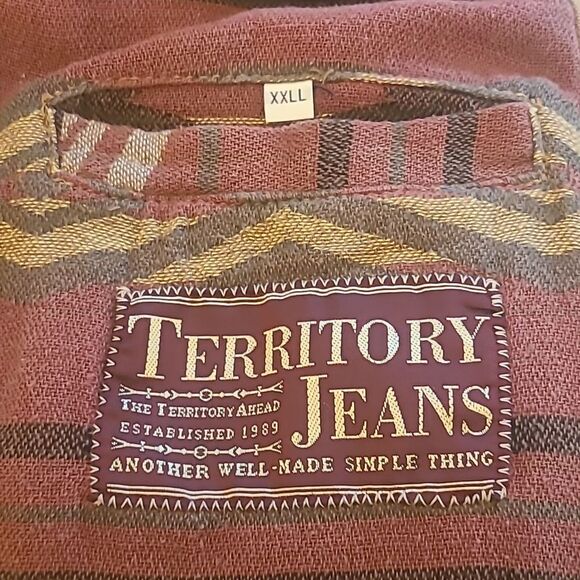 XXLL
TERRITORY
JEANS
THE TERRITORY AHEAD
ESTABLISHED 1989
ANOTHER WELL-MADE SIMPLE THING